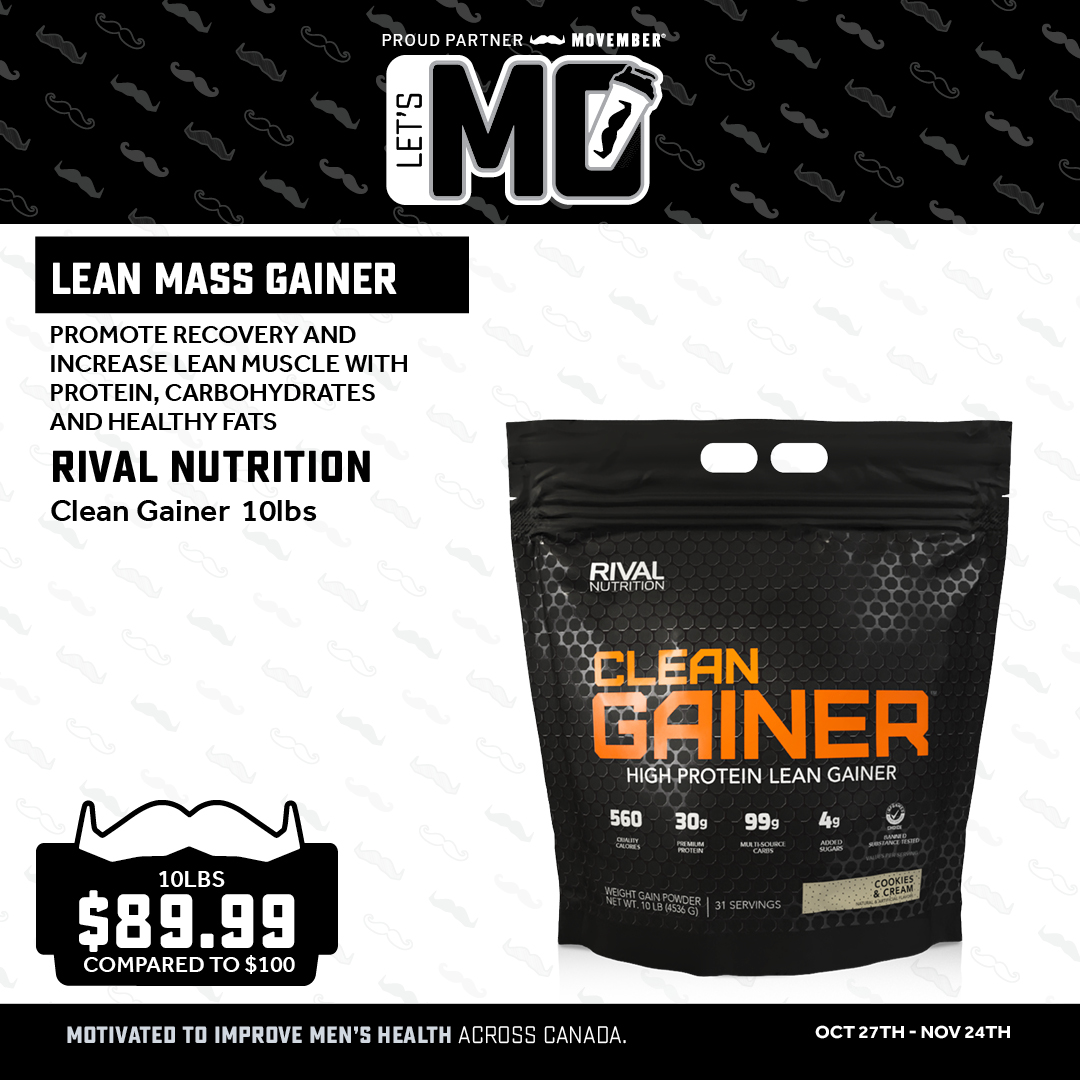 PROUD PARTNER MOVEMBER®
LET'S
MO
LEAN MASS GAINER
PROMOTE RECOVERY AND
INCREASE LEAN MUSCLE WITH
PROTEIN, CARBOHYDRATES
AND HEALTHY FATS
RIVAL NUTRITION
Clean Gainer 10lbs
RIVAL
NUTRITION
CLEAN
GAINER
HIGH PROTEIN LEAN GAINER
560
QUALITY
CALORIES
30g
PREMIUM
PROTEIN
99g
MULTI-SOURCE
CARBS
4g
ADDED
SUGARS
CHOICE
BANNED
SUBSTANCE TESTED
COOKIES
& CREAM
NATURAL & ARTIFICIAL FLAVOR
WEIGHT GAIN POWDER
NET WT. 10 LB (4536 G)
31 SERVINGS
10LBS
$89.99
COMPARED TO $100
MOTIVATED TO IMPROVE MEN'S HEALTH ACROSS CANADA.
OCT 27TH - NOV 24TH